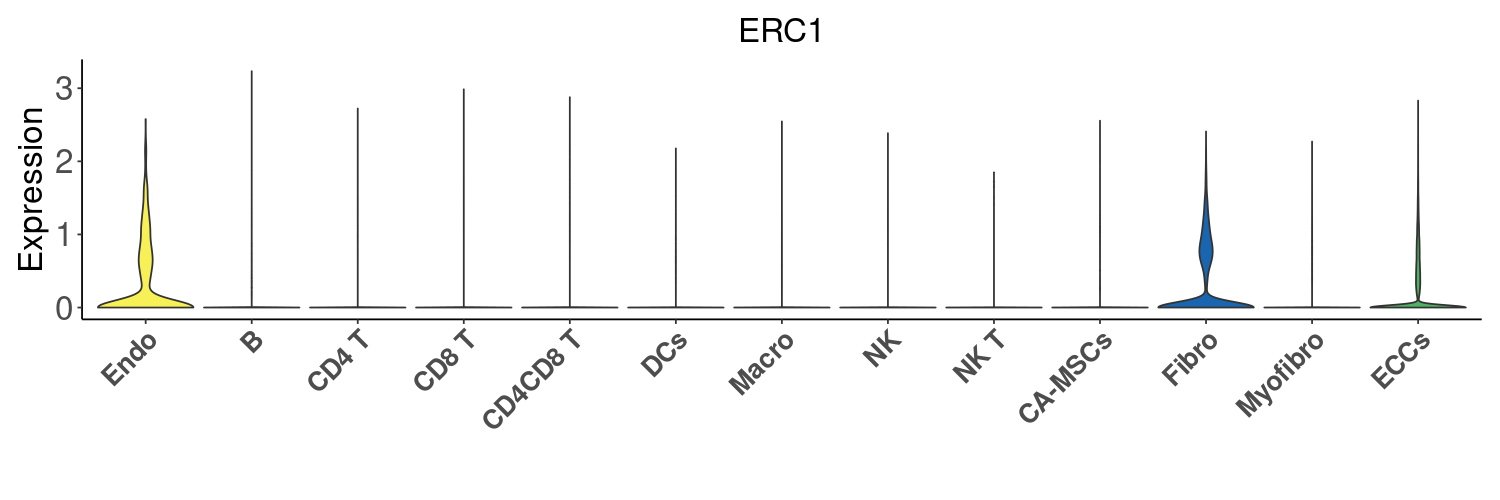 ERC1
Expression
3
2
1
0
Endo
B
CD4 T
CD8 T
CD4CD8 T
DCs
Macro
NK
NK T
CA-MSCs
Fibro
Myofibro
ECCs